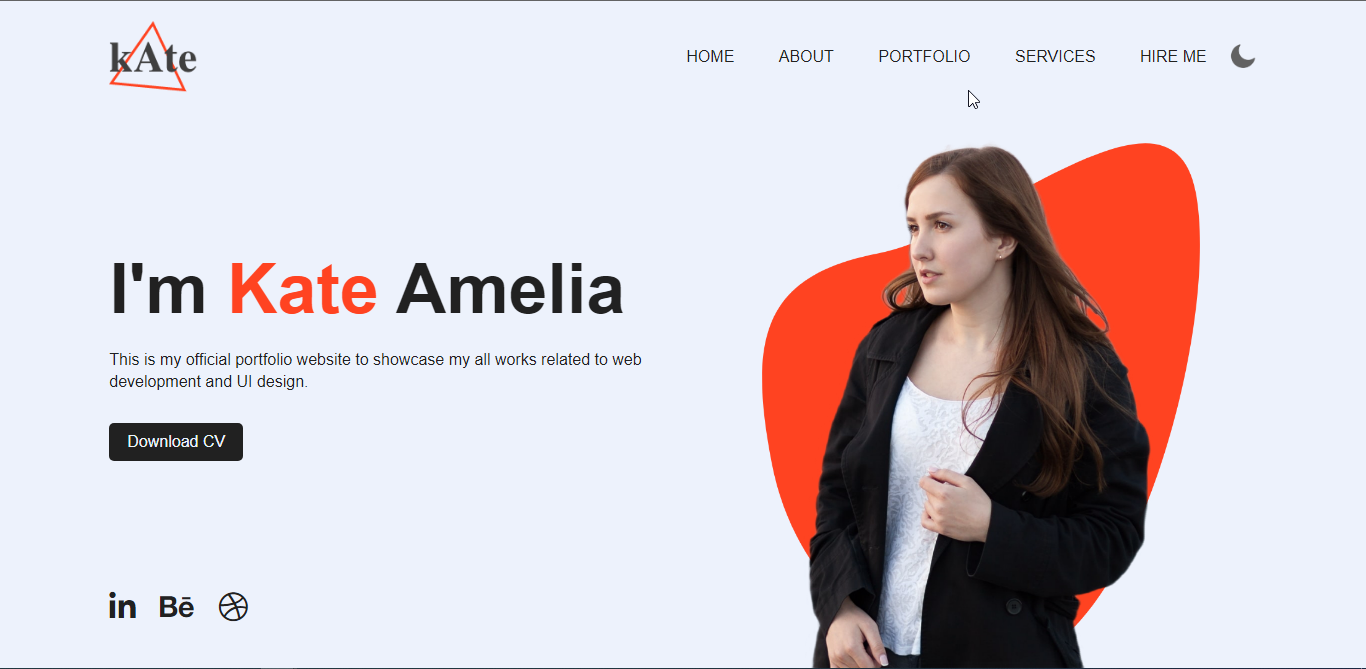 kAte
HOME ABOUT PORTFOLIO SERVICES HIRE ME
I'm Kate Amelia
This is my official portfolio website to showcase my all works related to web
development and UI design.
Download CV
in Bē